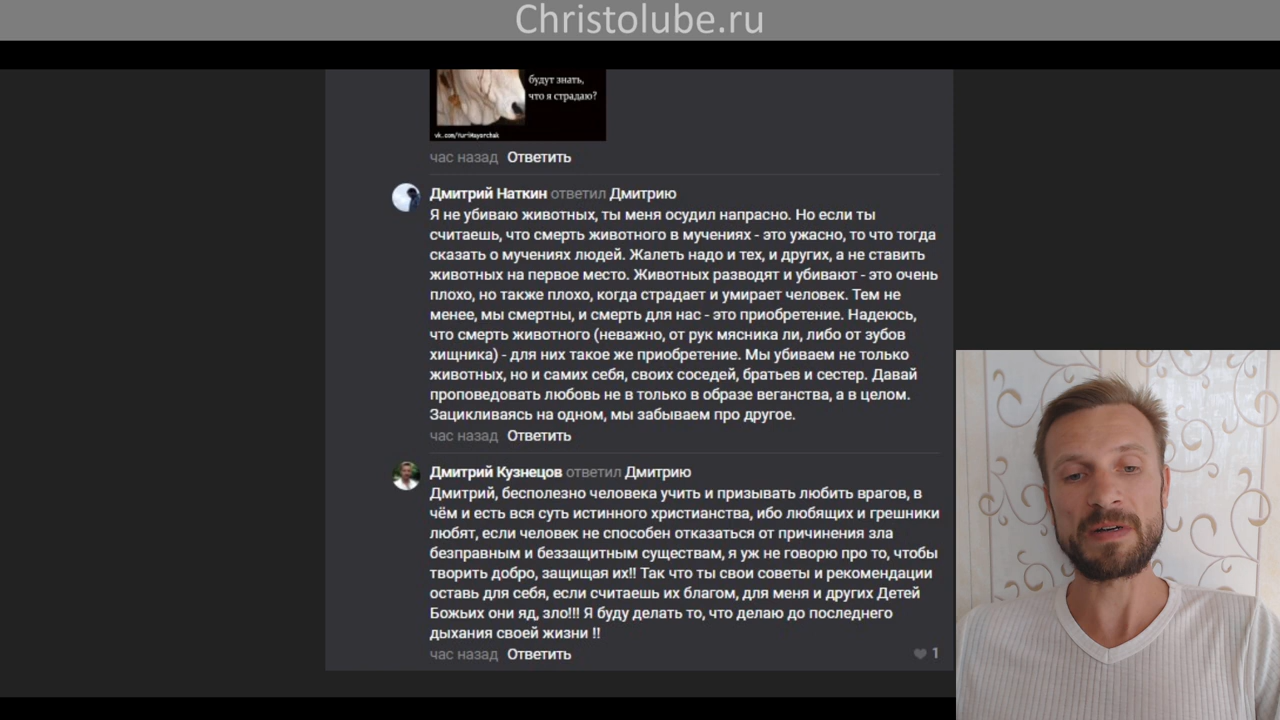 Christolube.ru
будут знать,
что я страдаю?
час назад Ответить
Дмитрий Наткин ответил Дмитрию
Я не убиваю животных, ты меня осудил напрасно. Но если ты
считаешь, что смерть животного в мучениях - это ужасно, то что тогда
сказать о мучениях людей. Жалеть надо и тех, и других, а не ставить
животных на первое место. Животных разводят и убивают - это очень
плохо, но также плохо, когда страдает и умирает человек. Тем не
менее, мы смертны, и смерть для нас - это приобретение. Надеюсь,
что смерть животного (неважно, от рук мясника ли, либо от зубов
хищника) - для них такое же приобретение. Мы убиваем не только
животных, но и самих себя, своих соседей, братьев и сестер. Давай
проповедовать любовь не в только в образе веганства, а в целом.
Зацикливаясь на одном, мы забываем про другое.
час назад Ответить
Дмитрий Кузнецов ответил Дмитрию
Дмитрий, бесполезно человека учить и призывать любить врагов, в
чём и есть вся суть истинного христианства, ибо любящих и грешники
любят, если человек не способен отказаться от причинения зла
безправным и беззащитным существам, я уж не говорю про то, чтобы
творить добро, защищая их!! Так что ты свои советы и рекомендации
оставь для себя, если считаешь их благом, для меня и других Детей
Божьих они яд, зло!!! Я буду делать то, что делаю до последнего
дыхания своей жизни !!
час назад Ответить
1